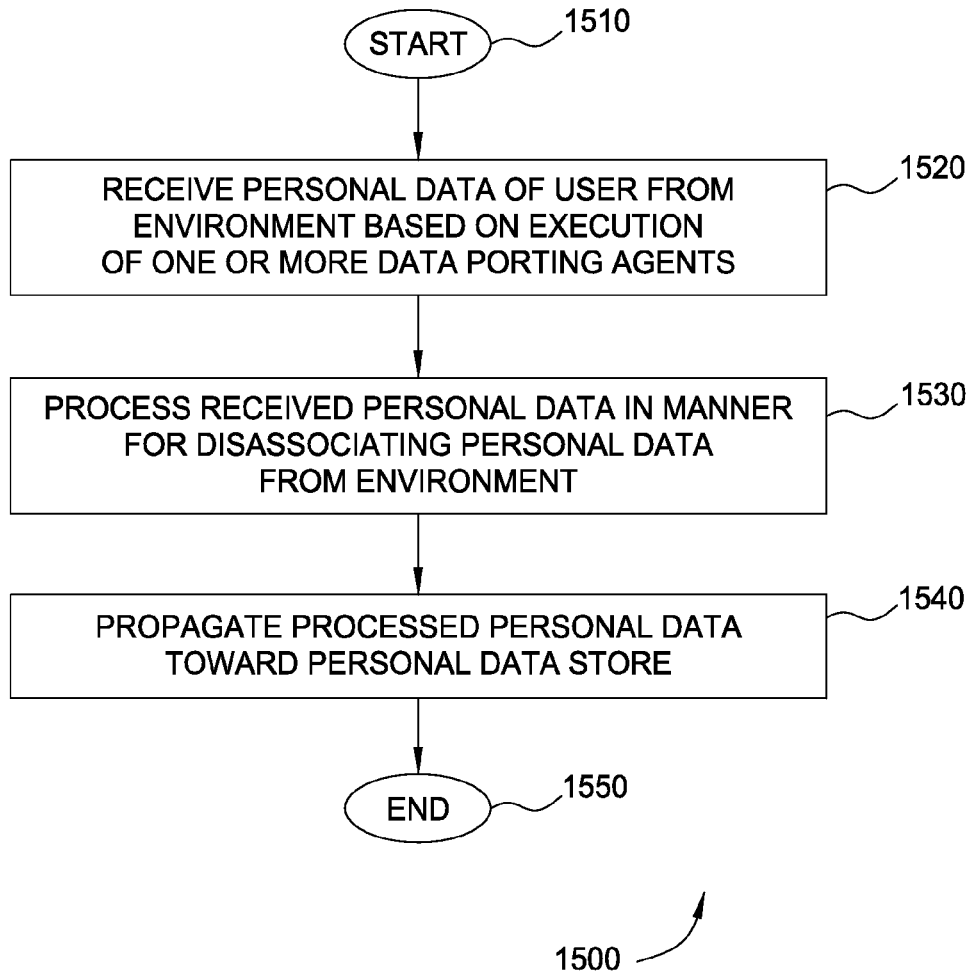 START
1510
RECEIVE PERSONAL DATA OF USER FROM
ENVIRONMENT BASED ON EXECUTION
OF ONE OR MORE DATA PORTING AGENTS
1520
PROCESS RECEIVED PERSONAL DATA IN MANNER
FOR DISASSOCIATING PERSONAL DATA
FROM ENVIRONMENT
1530
PROPAGATE PROCESSED PERSONAL DATA
TOWARD PERSONAL DATA STORE
1540
END
1550
1500